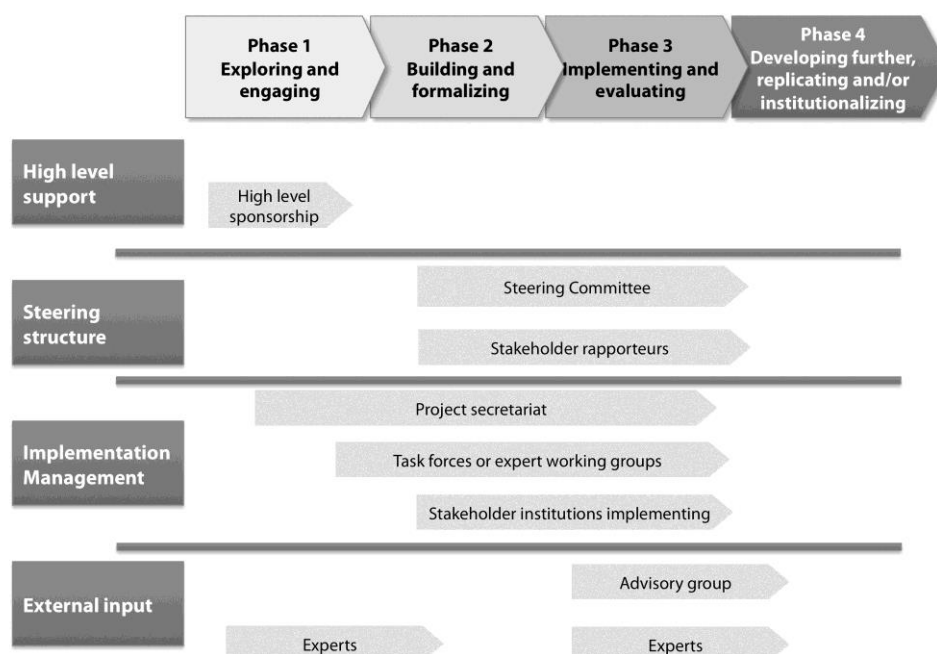 Phase 1
Exploring and
engaging
Phase 2
Building and
formalizing
Phase 3
Implementing and
evaluating
Phase 4
Developing further,
replicating and/or
institutionalizing
High level
support
High level
sponsorship
Steering
structure
Steering Committee
Stakeholder rapporteurs
Implementation
Management
Project secretariat
Task forces or expert working groups
Stakeholder institutions implementing
External input
Advisory group
Experts
Experts